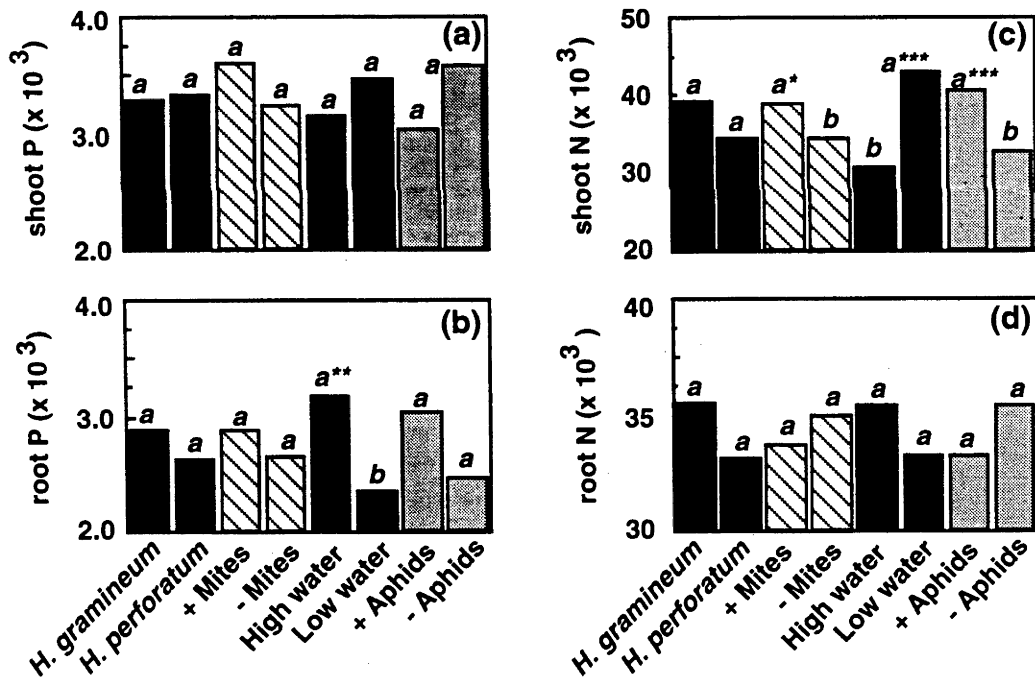 (a)
shoot P (x 10³)
4.0
3.0
2.0
a a a a a a a a
(b)
root P (x 10³)
4.0
3.0
2.0
a a a a a** b a a
H. gramineum
H. perforatum
+ Mites
- Mites
High water
Low water
+ Aphids
- Aphids
(c)
shoot N (x 10³)
50
40
30
20
a a a* b b a*** a*** b
(d)
root N (x 10³)
40
35
30
a a a a a a a a
H. gramineum
H. perforatum
+ Mites
- Mites
High water
Low water
+ Aphids
- Aphids